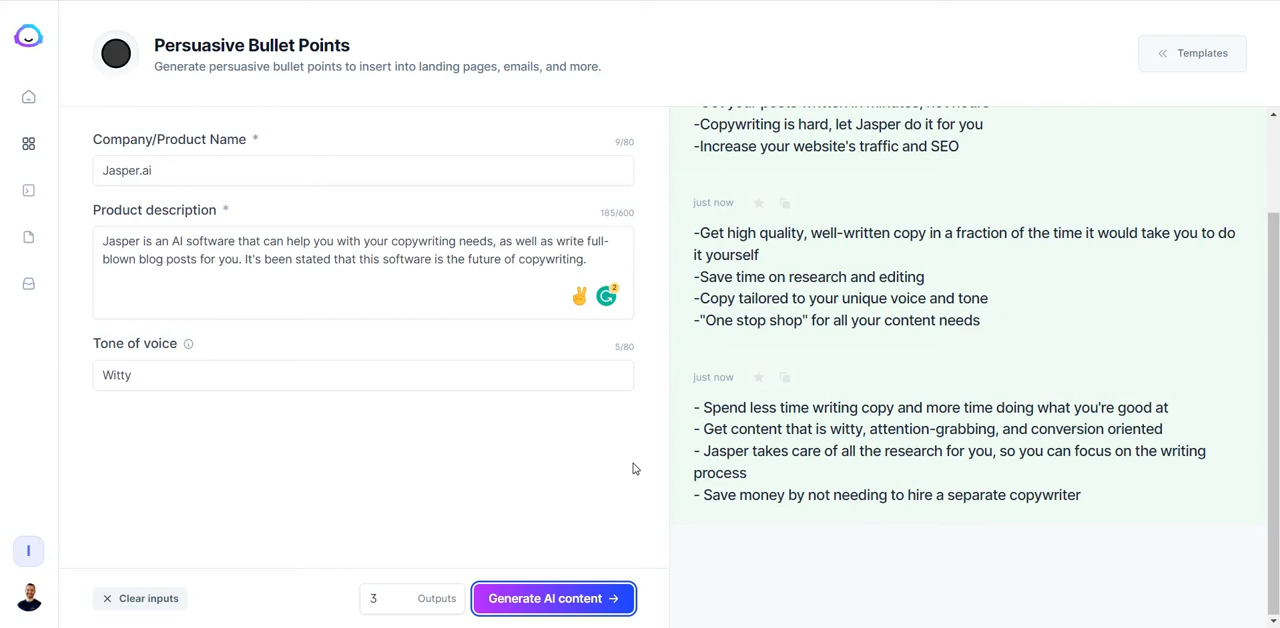 Persuasive Bullet Points
Generate persuasive bullet points to insert into landing pages, emails, and more.
« Templates
Company/Product Name *
9/80
Jasper.ai
Product description *
185/600
Jasper is an AI software that can help you with your copywriting needs, as well as write full-
blown blog posts for you. It's been stated that this software is the future of copywriting.
2
Tone of voice
5/80
Witty
Clear inputs
3 Outputs
Generate AI content →
-Get your posts written in minutes, not hours
-Copywriting is hard, let Jasper do it for you
-Increase your website's traffic and SEO
just now
-Get high quality, well-written copy in a fraction of the time it would take you to do
it yourself
-Save time on research and editing
-Copy tailored to your unique voice and tone
-"One stop shop" for all your content needs
just now
- Spend less time writing copy and more time doing what you're good at
- Get content that is witty, attention-grabbing, and conversion oriented
- Jasper takes care of all the research for you, so you can focus on the writing
process
- Save money by not needing to hire a separate copywriter
I